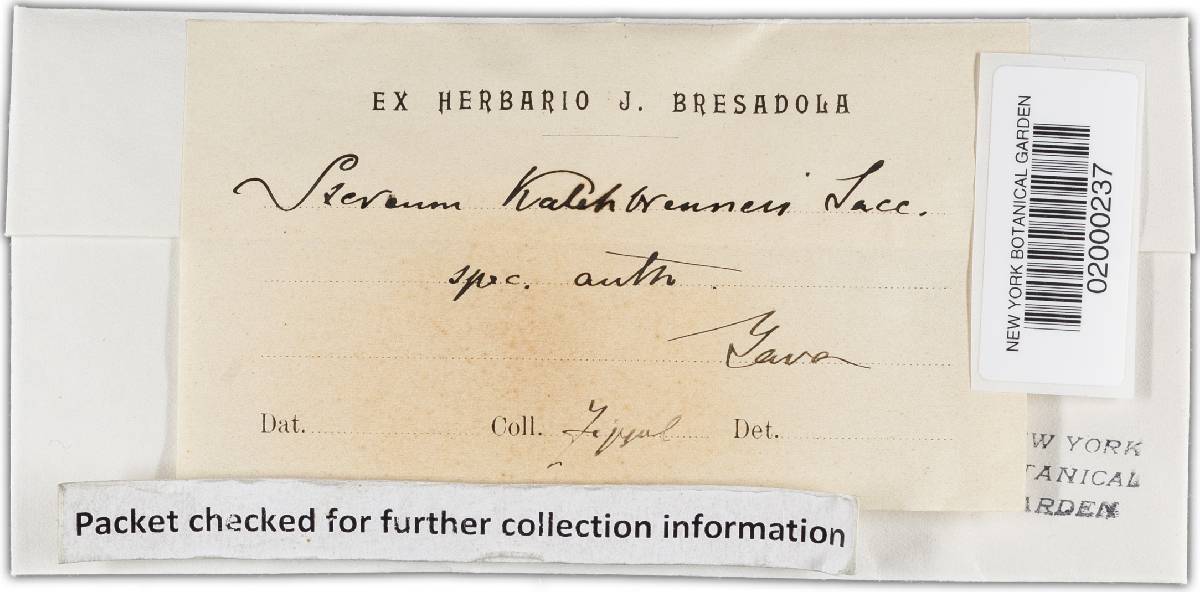 EX HERBARIO J. BRESADOLA
Stereum Kalchbrenneri Sacc.
spec. auth.
Java
Dat. Coll. Zippel Det.
Packet checked for further collection information
NEW YORK BOTANICAL GARDEN
02000237
EW YORK
TANICAL
ARDEN